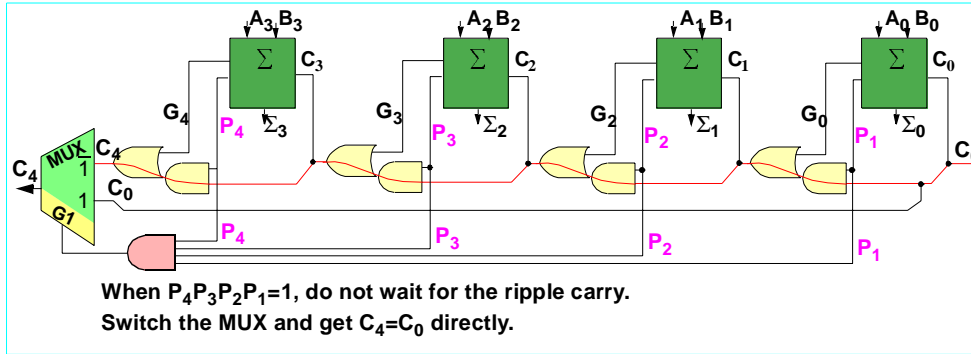 A3 B3 A2 B2 A1 B1 A0 B0
Σ C3 Σ C2 Σ C1 Σ C0
G4 G3 G2 G0
P4 P3 P2 P1
Σ3 Σ2 Σ1 Σ0
MUX C4
1
C4 C0
1
G1
P4 P3 P2 P1
When P4P3P2P1=1, do not wait for the ripple carry.
Switch the MUX and get C4=C0 directly.